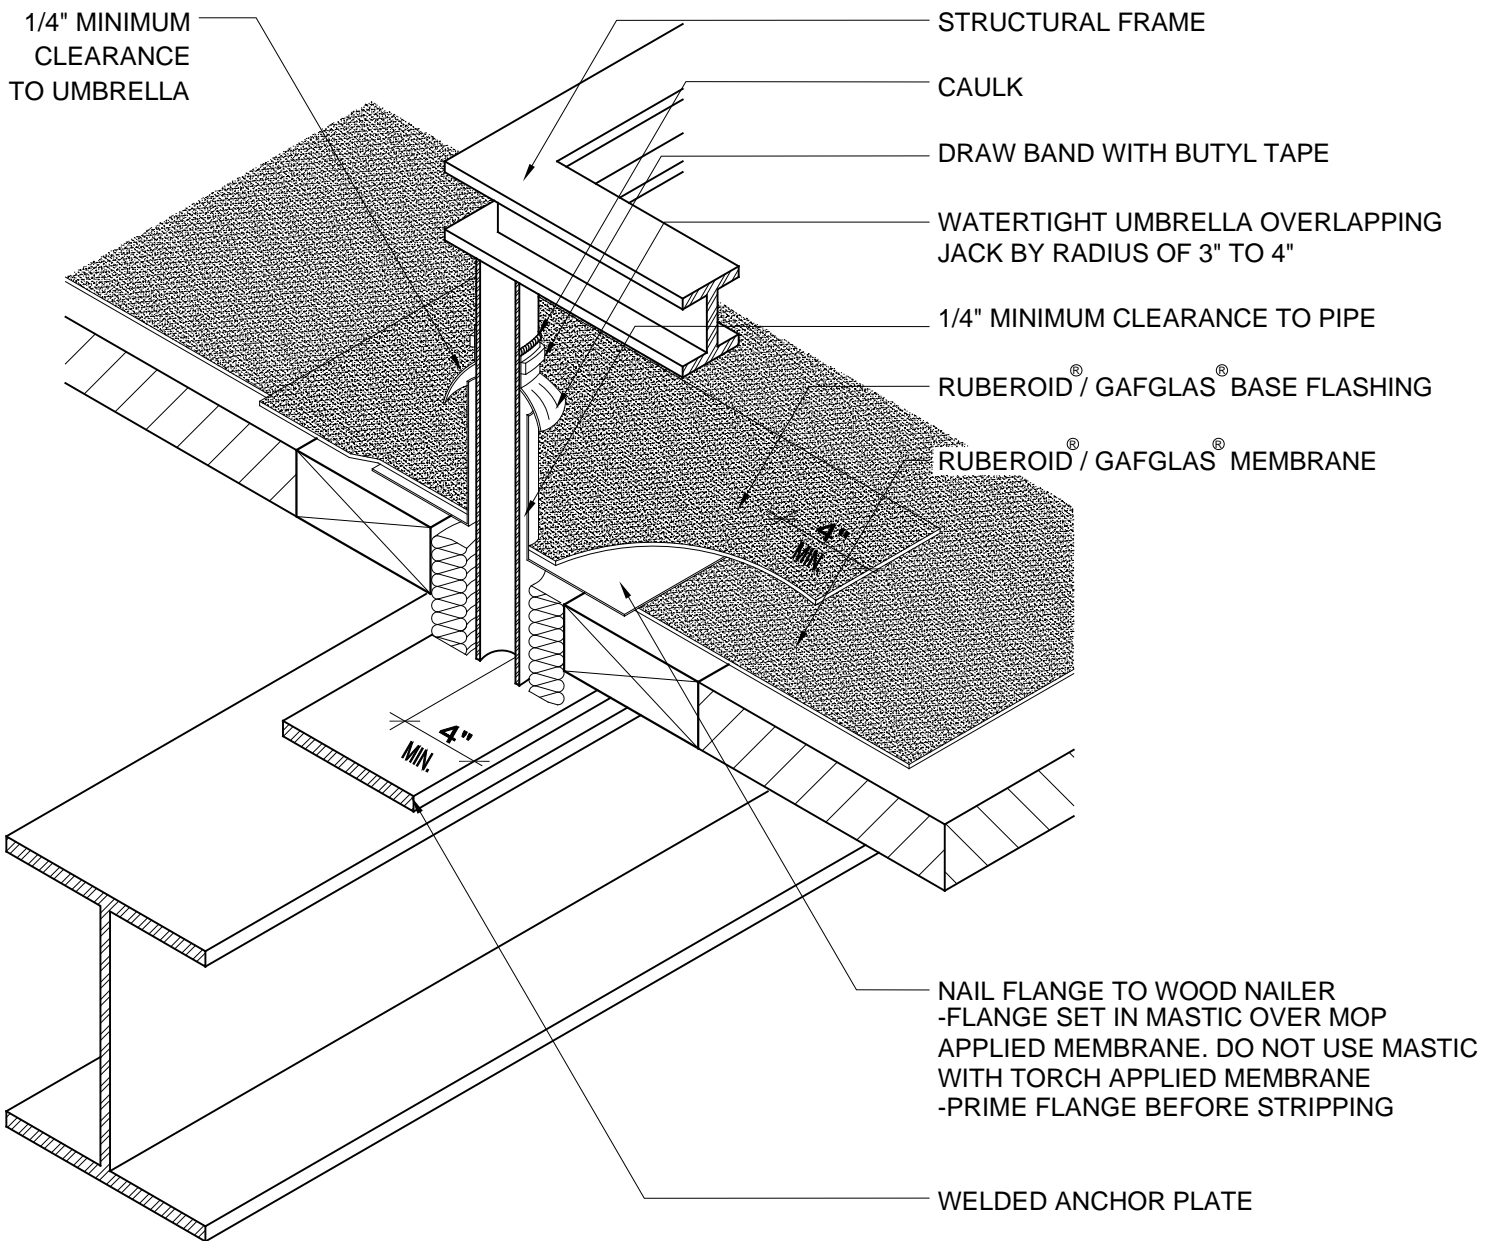 1/4" MINIMUM
CLEARANCE
TO UMBRELLA
STRUCTURAL FRAME
CAULK
DRAW BAND WITH BUTYL TAPE
WATERTIGHT UMBRELLA OVERLAPPING
JACK BY RADIUS OF 3" TO 4"
1/4" MINIMUM CLEARANCE TO PIPE
RUBEROID®/ GAFGLAS® BASE FLASHING
RUBEROID®/ GAFGLAS® MEMBRANE
4"
MIN.
4"
MIN.
NAIL FLANGE TO WOOD NAILER
-FLANGE SET IN MASTIC OVER MOP
APPLIED MEMBRANE. DO NOT USE MASTIC
WITH TORCH APPLIED MEMBRANE
-PRIME FLANGE BEFORE STRIPPING
WELDED ANCHOR PLATE